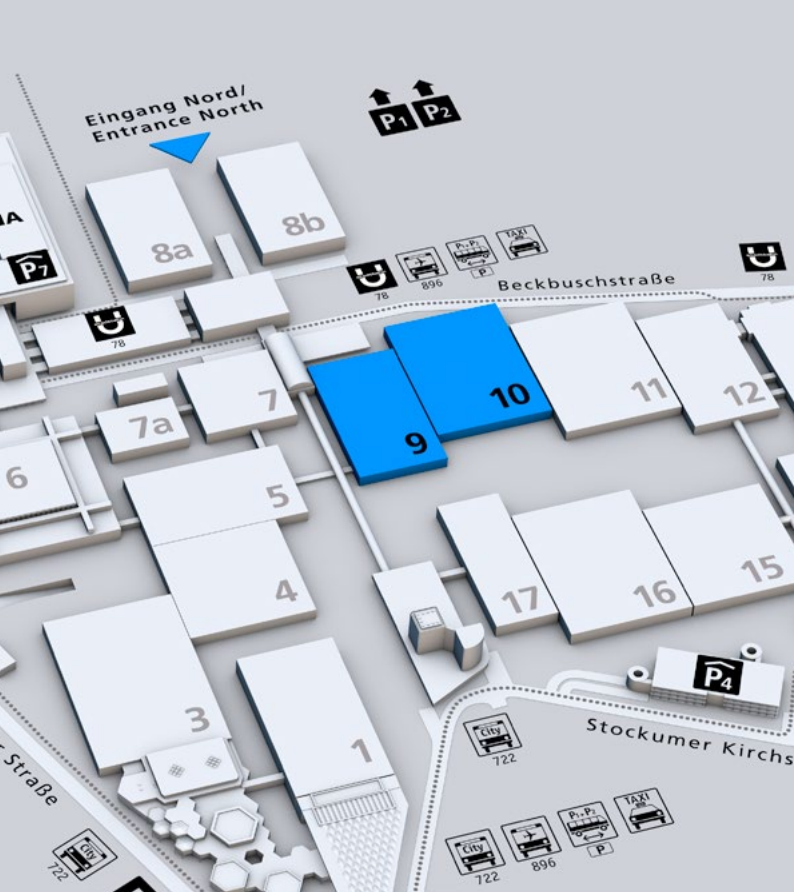 Eingang Nord/
Entrance North
P1 P2
8a
8b
A
P7
78
896
P1+P2
P
TAXI
Beckbuschstraße
78
U
78
7
7a
9
10
11
12
6
5
4
17
16
15
3
1
P4
City
722
Stockumer Kirchs
r Straße
City
722
City
722
896
P1+P2
P
TAXI